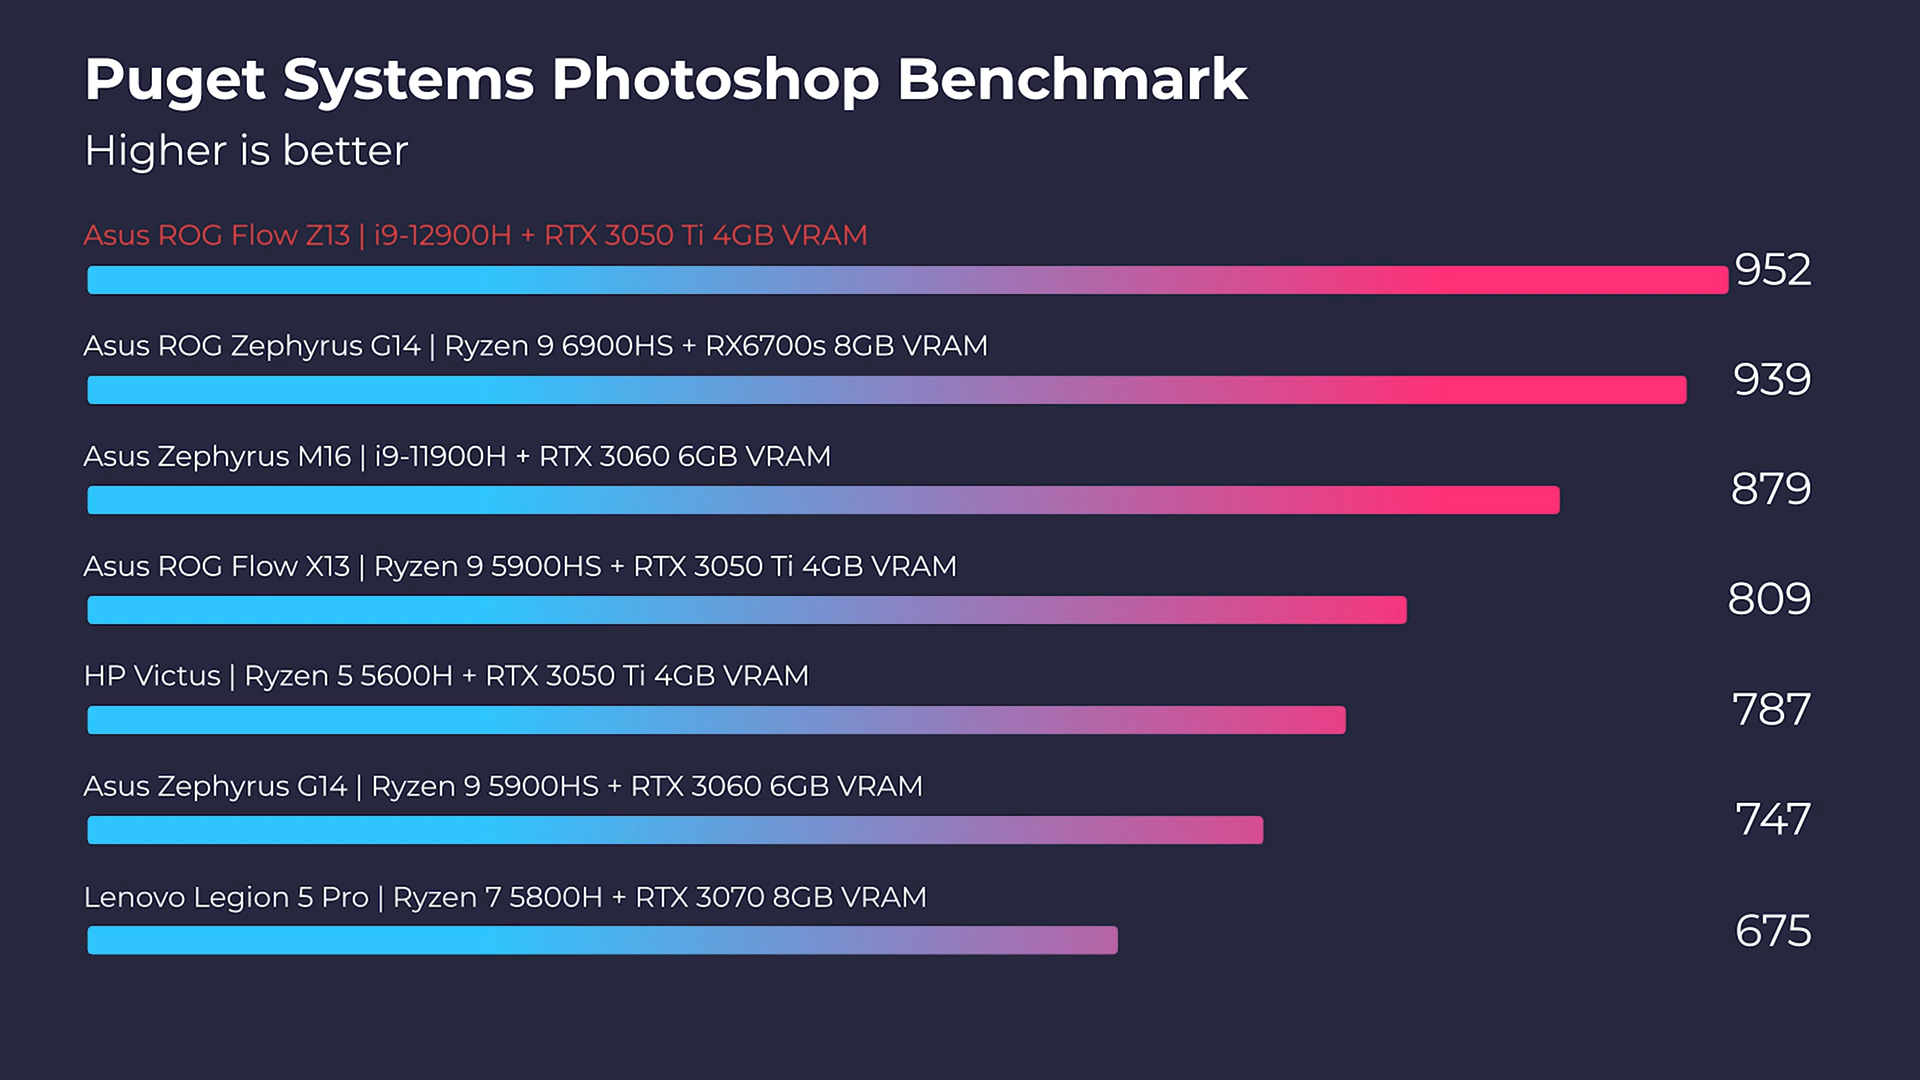 Puget Systems Photoshop Benchmark
Higher is better
Asus ROG Flow Z13 | i9-12900H + RTX 3050 Ti 4GB VRAM
952
Asus ROG Zephyrus G14 | Ryzen 9 6900HS + RX6700s 8GB VRAM
939
Asus Zephyrus M16 | i9-11900H + RTX 3060 6GB VRAM
879
Asus ROG Flow X13 | Ryzen 9 5900HS + RTX 3050 Ti 4GB VRAM
809
HP Victus | Ryzen 5 5600H + RTX 3050 Ti 4GB VRAM
787
Asus Zephyrus G14 | Ryzen 9 5900HS + RTX 3060 6GB VRAM
747
Lenovo Legion 5 Pro | Ryzen 7 5800H + RTX 3070 8GB VRAM
675